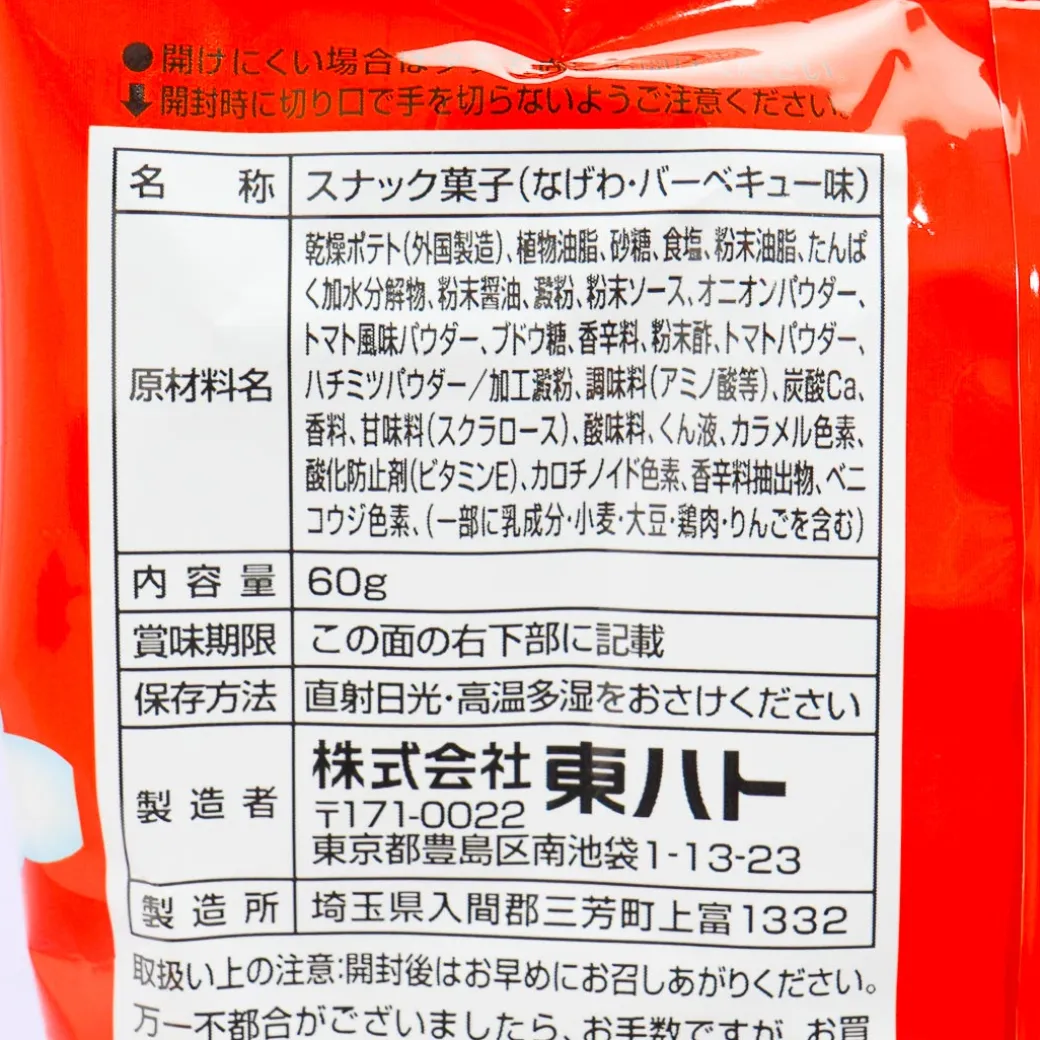 ●開けにくい場合は
↓開封時に切り口で手を切らないようご注意ください。
名称 スナック菓子(なげわ・バーベキュー味)
原材料名
乾燥ポテト(外国製造)、植物油脂、砂糖、食塩、粉末油脂、たんぱ
く加水分解物、粉末醤油、澱粉、粉末ソース、オニオンパウダー、
トマト風味パウダー、ブドウ糖、香辛料、粉末酢、トマトパウダー、
ハチミツパウダー/加工澱粉、調味料(アミノ酸等)、炭酸Ca、
香料、甘味料(スクラロース)、酸味料、くん液、カラメル色素、
酸化防止剤(ビタミンE)、カロチノイド色素、香辛料抽出物、ベニ
コウジ色素、(一部に乳成分・小麦・大豆・鶏肉・りんごを含む)
内容量 60g
賞味期限 この面の右下部に記載
保存方法 直射日光・高温多湿をおさけください
製造者 株式会社 東ハト
〒171-0022
東京都豊島区南池袋1-13-23
製造所 埼玉県入間郡三芳町上富1332
取扱い上の注意:開封後はお早めにお召しあがりください。
万一不都合がございましたら、お手数ですが、お買